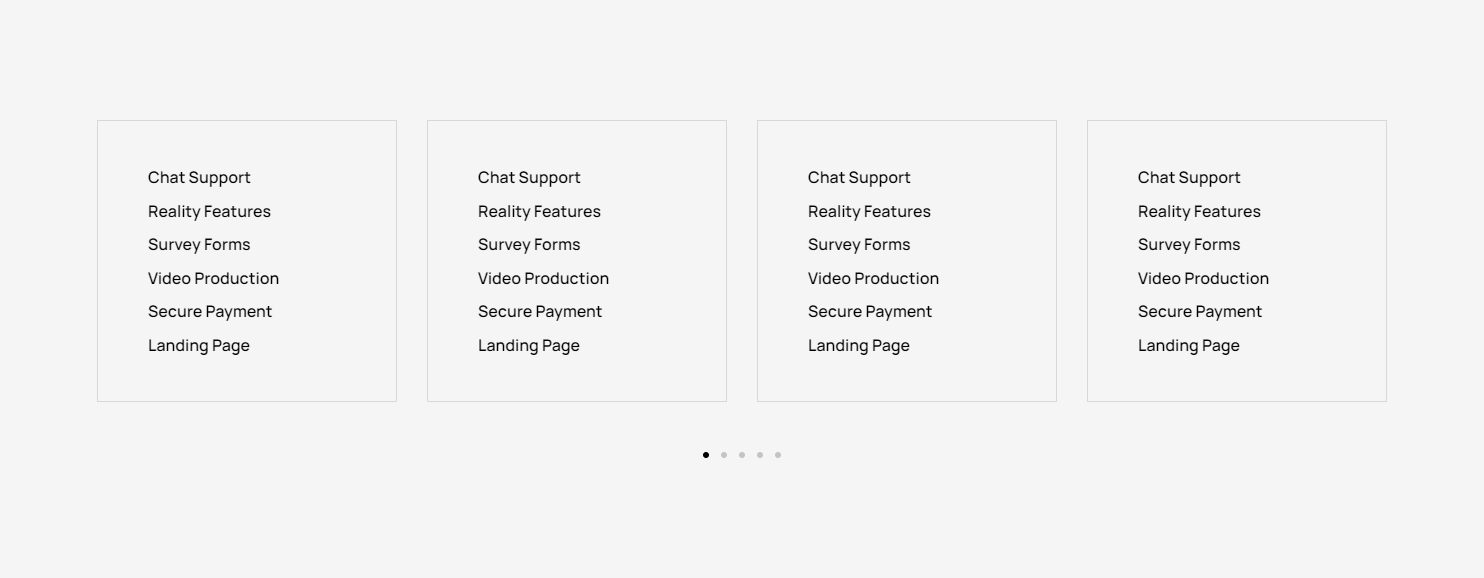 Chat Support
Reality Features
Survey Forms
Video Production
Secure Payment
Landing Page
Chat Support
Reality Features
Survey Forms
Video Production
Secure Payment
Landing Page
Chat Support
Reality Features
Survey Forms
Video Production
Secure Payment
Landing Page
Chat Support
Reality Features
Survey Forms
Video Production
Secure Payment
Landing Page